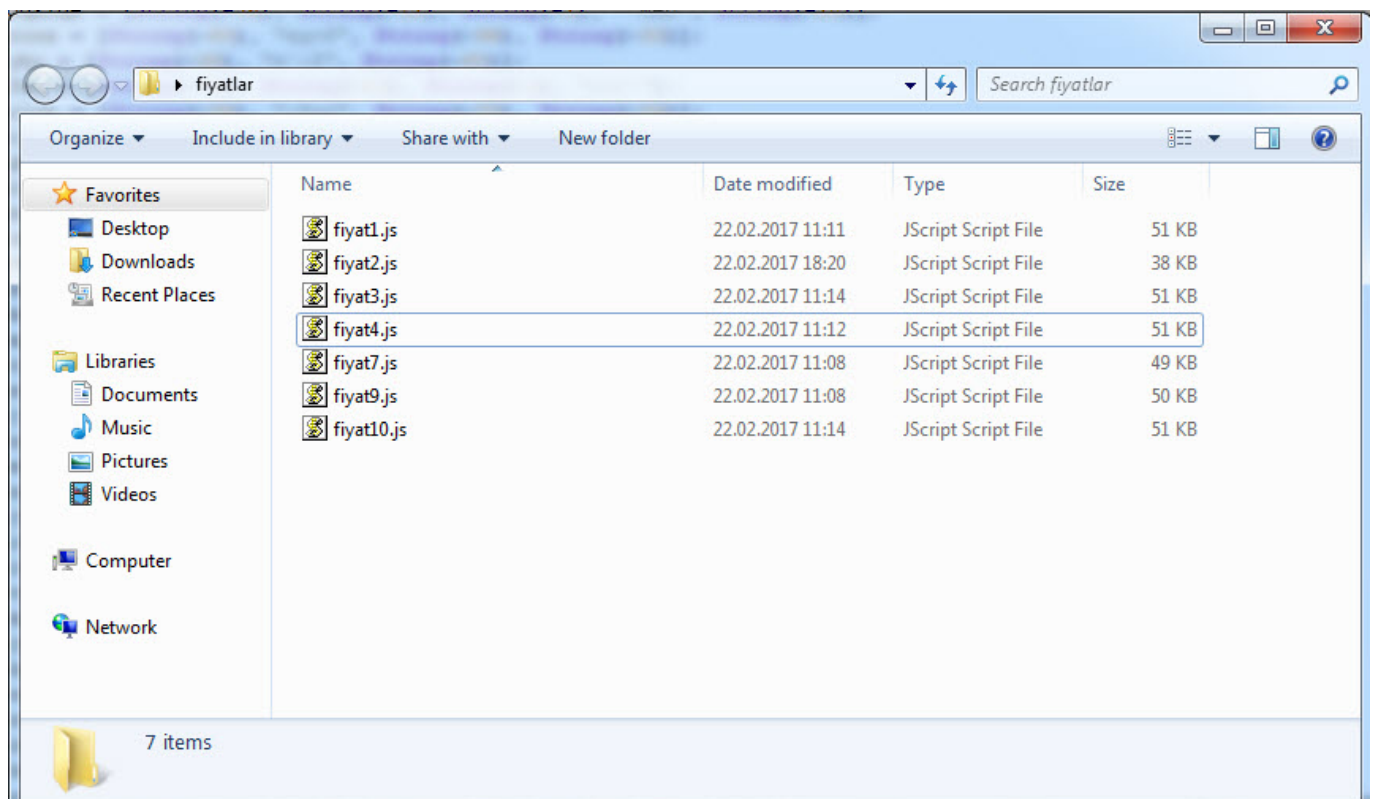 fiyatlar
Search fiyatlar
Organize Include in library Share with New folder
Name Date modified Type Size
Favorites
Desktop
Downloads
Recent Places
Libraries
Documents
Music
Pictures
Videos
Computer
Network
fiyat1.js 22.02.2017 11:11 JScript Script File 51 KB
fiyat2.js 22.02.2017 18:20 JScript Script File 38 KB
fiyat3.js 22.02.2017 11:14 JScript Script File 51 KB
fiyat4.js 22.02.2017 11:12 JScript Script File 51 KB
fiyat7.js 22.02.2017 11:08 JScript Script File 49 KB
fiyat9.js 22.02.2017 11:08 JScript Script File 50 KB
fiyat10.js 22.02.2017 11:14 JScript Script File 51 KB
7 items